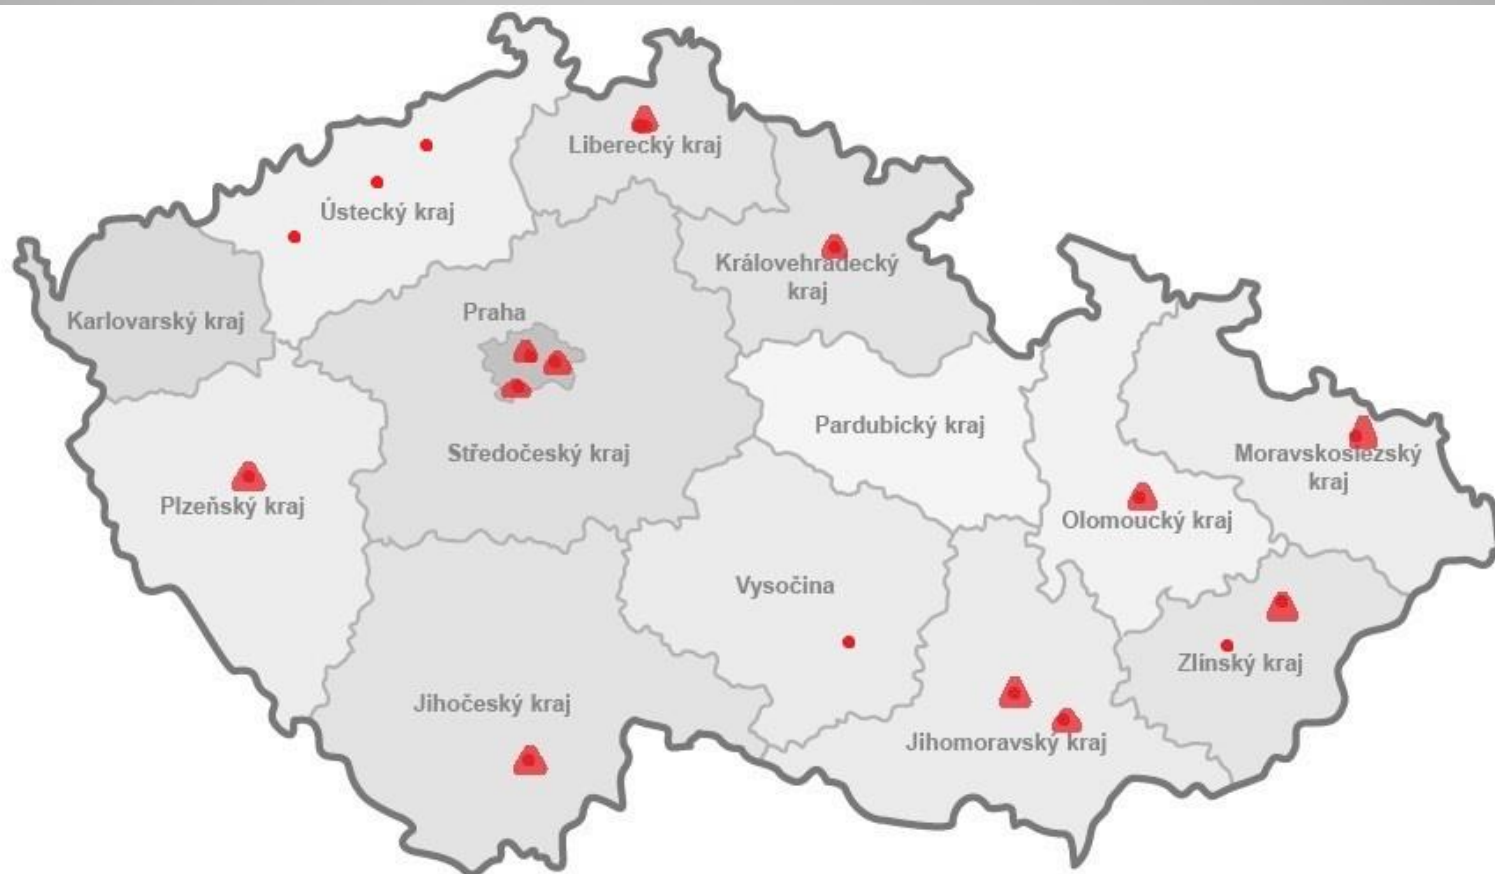 Liberecký kraj
Ústecký kraj
Královehradecký
kraj
Karlovarský kraj
Praha
Pardubický kraj
Středočeský kraj
Moravskoslezský
kraj
Plzeňský kraj
Olomoucký kraj
Vysočina
Zlínský kraj
Jihočeský kraj
Jihomoravský kraj